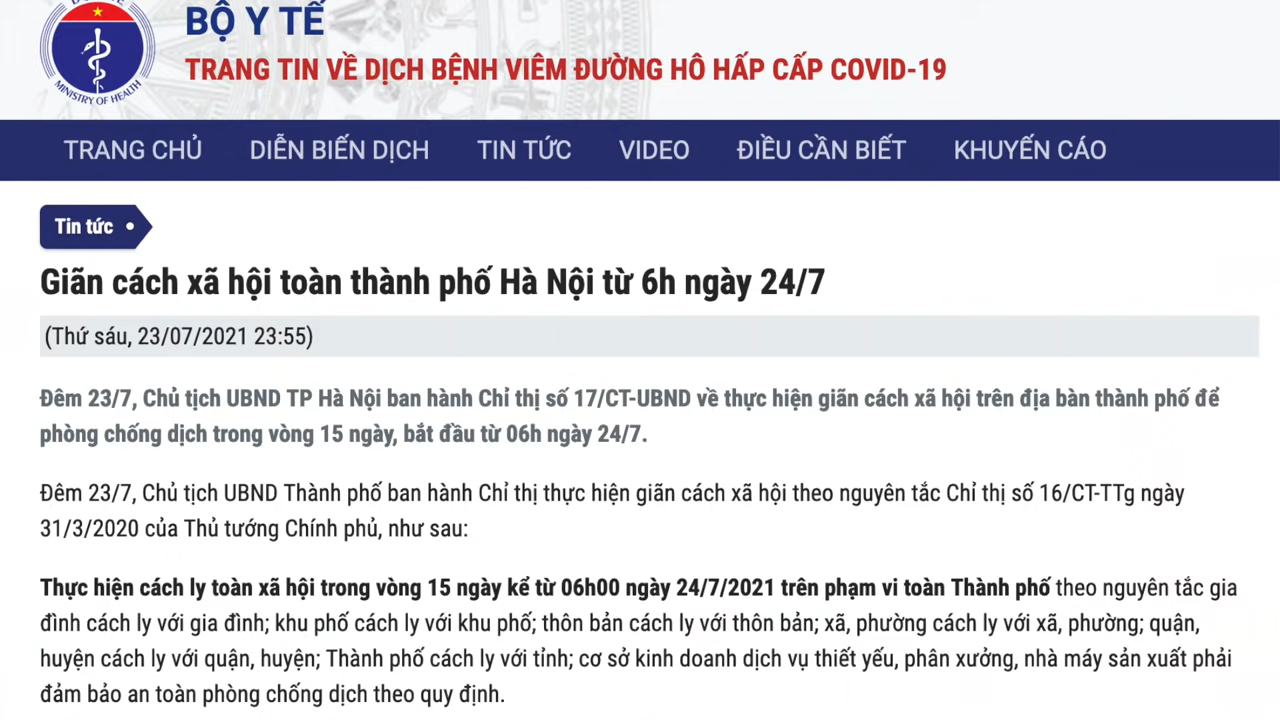 BỘ Y TẾ
MINISTRY OF HEALTH
TRANG TIN VỀ DỊCH BỆNH VIÊM ĐƯỜNG HÔ HẤP CẤP COVID-19
TRANG CHỦ DIỄN BIẾN DỊCH TIN TỨC VIDEO ĐIỀU CẦN BIẾT KHUYẾN CÁO
Tin tức •
Giãn cách xã hội toàn thành phố Hà Nội từ 6h ngày 24/7
(Thứ sáu, 23/07/2021 23:55)
Đêm 23/7, Chủ tịch UBND TP Hà Nội ban hành Chỉ thị số 17/CT-UBND về thực hiện giãn cách xã hội trên địa bàn thành phố để
phòng chống dịch trong vòng 15 ngày, bắt đầu từ 06h ngày 24/7.
Đêm 23/7, Chủ tịch UBND Thành phố ban hành Chỉ thị thực hiện giãn cách xã hội theo nguyên tắc Chỉ thị số 16/CT-TTg ngày
31/3/2020 của Thủ tướng Chính phủ, như sau:
Thực hiện cách ly toàn xã hội trong vòng 15 ngày kể từ 06h00 ngày 24/7/2021 trên phạm vi toàn Thành phố theo nguyên tắc gia
đình cách ly với gia đình; khu phố cách ly với khu phố; thôn bản cách ly với thôn bản; xã, phường cách ly với xã, phường; quận,
huyện cách ly với quận, huyện; Thành phố cách ly với tỉnh; cơ sở kinh doanh dịch vụ thiết yếu, phân xưởng, nhà máy sản xuất phải
đảm bảo an toàn phòng chống dịch theo quy định.